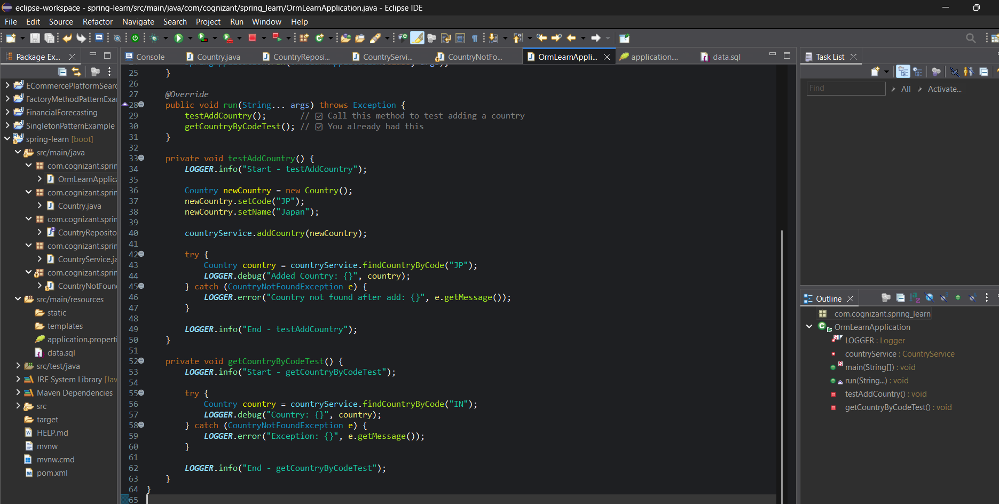 eclipse-workspace - spring-learn/src/main/java/com/cognizant/spring_learn/OrmLearnApplication.java - Eclipse IDE
File Edit Source Refactor Navigate Search Project Run Window Help
Package Ex...
ECommercePlatformSearc
FactoryMethodPatternExa
FinancialForecasting
SingletonPatternExample
spring-learn [boot]
src/main/java
com.cognizant.sprin
OrmLearnApplica
com.cognizant.sprin
Country.java
com.cognizant.sprin
CountryReposito
com.cognizant.sprin
CountryService.ja
com.cognizant.sprin
CountryNotFoun
src/main/resources
static
templates
application.properti
data.sql
src/test/java
JRE System Library [Jav
Maven Dependencies
src
target
HELP.md
mvnw
mvnw.cmd
pom.xml
Console Country.java CountryReposi... CountryServi... CountryNotFo... OrmLearnAppli... application.... data.sql
25 }
26
27 @Override
28 public void run(String... args) throws Exception {
29 testAddCountry(); // ☑ Call this method to test adding a country
30 getCountryByCodeTest(); // ☑ You already had this
31 }
32
33 private void testAddCountry() {
34 LOGGER.info("Start - testAddCountry");
35
36 Country newCountry = new Country();
37 newCountry.setCode("JP");
38 newCountry.setName("Japan");
39
40 countryService.addCountry(newCountry);
41
42 try {
43 Country country = countryService.findCountryByCode("JP");
44 LOGGER.debug("Added Country: {}", country);
45 } catch (CountryNotFoundException e) {
46 LOGGER.error("Country not found after add: {}", e.getMessage());
47 }
48
49 LOGGER.info("End - testAddCountry");
50 }
51
52 private void getCountryByCodeTest() {
53 LOGGER.info("Start - getCountryByCodeTest");
54
55 try {
56 Country country = countryService.findCountryByCode("IN");
57 LOGGER.debug("Country: {}", country);
58 } catch (CountryNotFoundException e) {
59 LOGGER.error("Exception: {}", e.getMessage());
60 }
61
62 LOGGER.info("End - getCountryByCodeTest");
63 }
64 }
65
Task List
Find All Activate...
Outline
com.cognizant.spring_learn
OrmLearnApplication
LOGGER : Logger
countryService : CountryService
main(String[]) : void
run(String...) : void
testAddCountry() : void
getCountryByCodeTest() : void